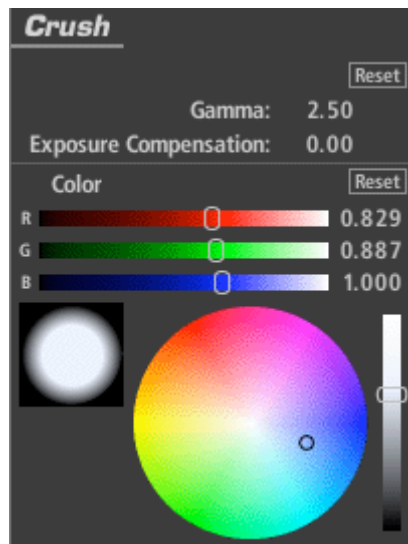 Crush
Reset
Gamma: 2.50
Exposure Compensation: 0.00
Color Reset
R 0.829
G 0.887
B 1.000